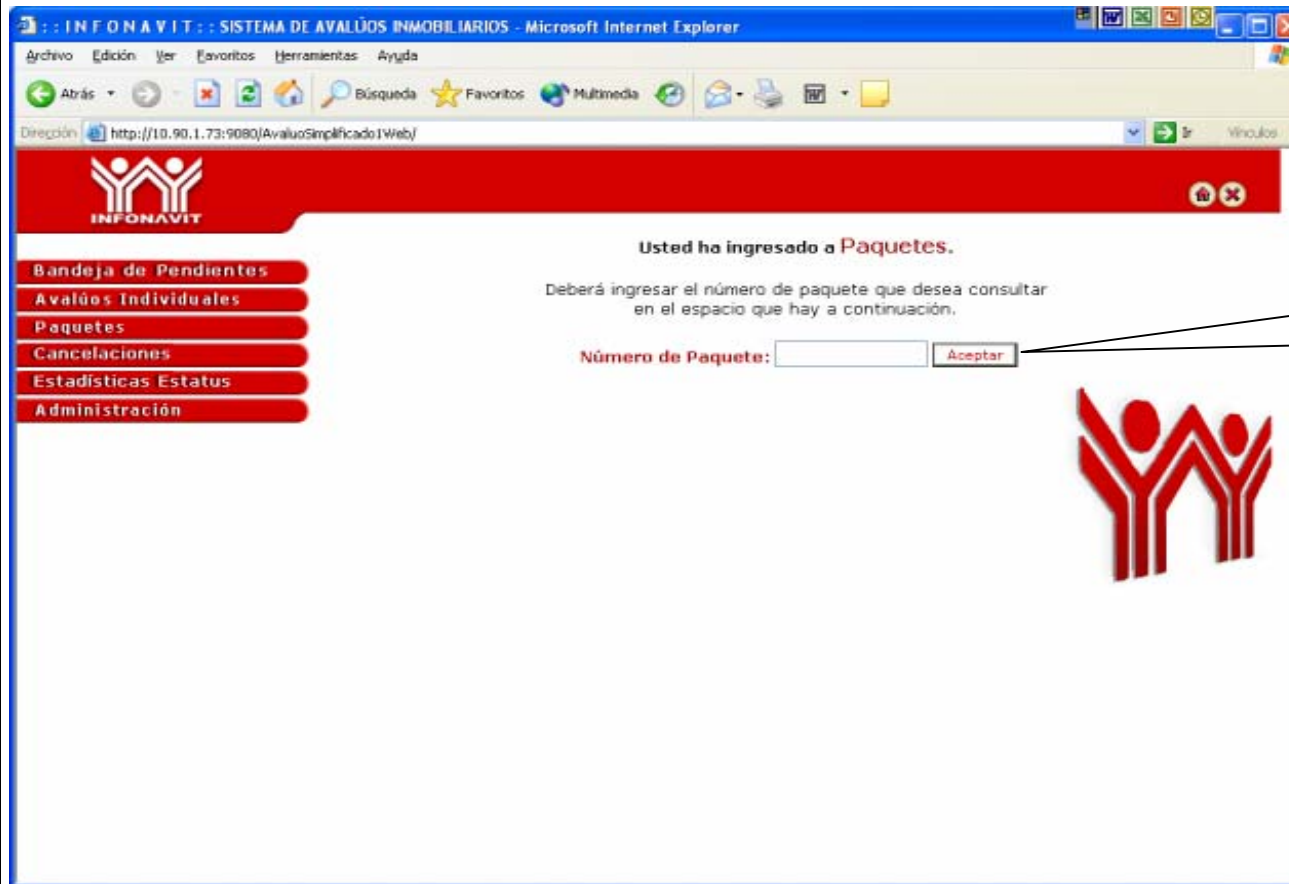 : : I N F O N A V I T : : SISTEMA DE AVALÚOS INMOBILIARIOS - Microsoft Internet Explorer
Archivo Edición Ver Favoritos Herramientas Ayuda
Atrás Búsqueda Favoritos Multimedia
Dirección http://10.90.1.73:9080/AvaluoSimplificado1Web/ Ir Vínculos
INFONAVIT
Usted ha ingresado a Paquetes.
Bandeja de Pendientes
Avalúos Individuales
Paquetes
Cancelaciones
Estadísticas Estatus
Administración
Deberá ingresar el número de paquete que desea consultar
en el espacio que hay a continuación.
Número de Paquete: Aceptar